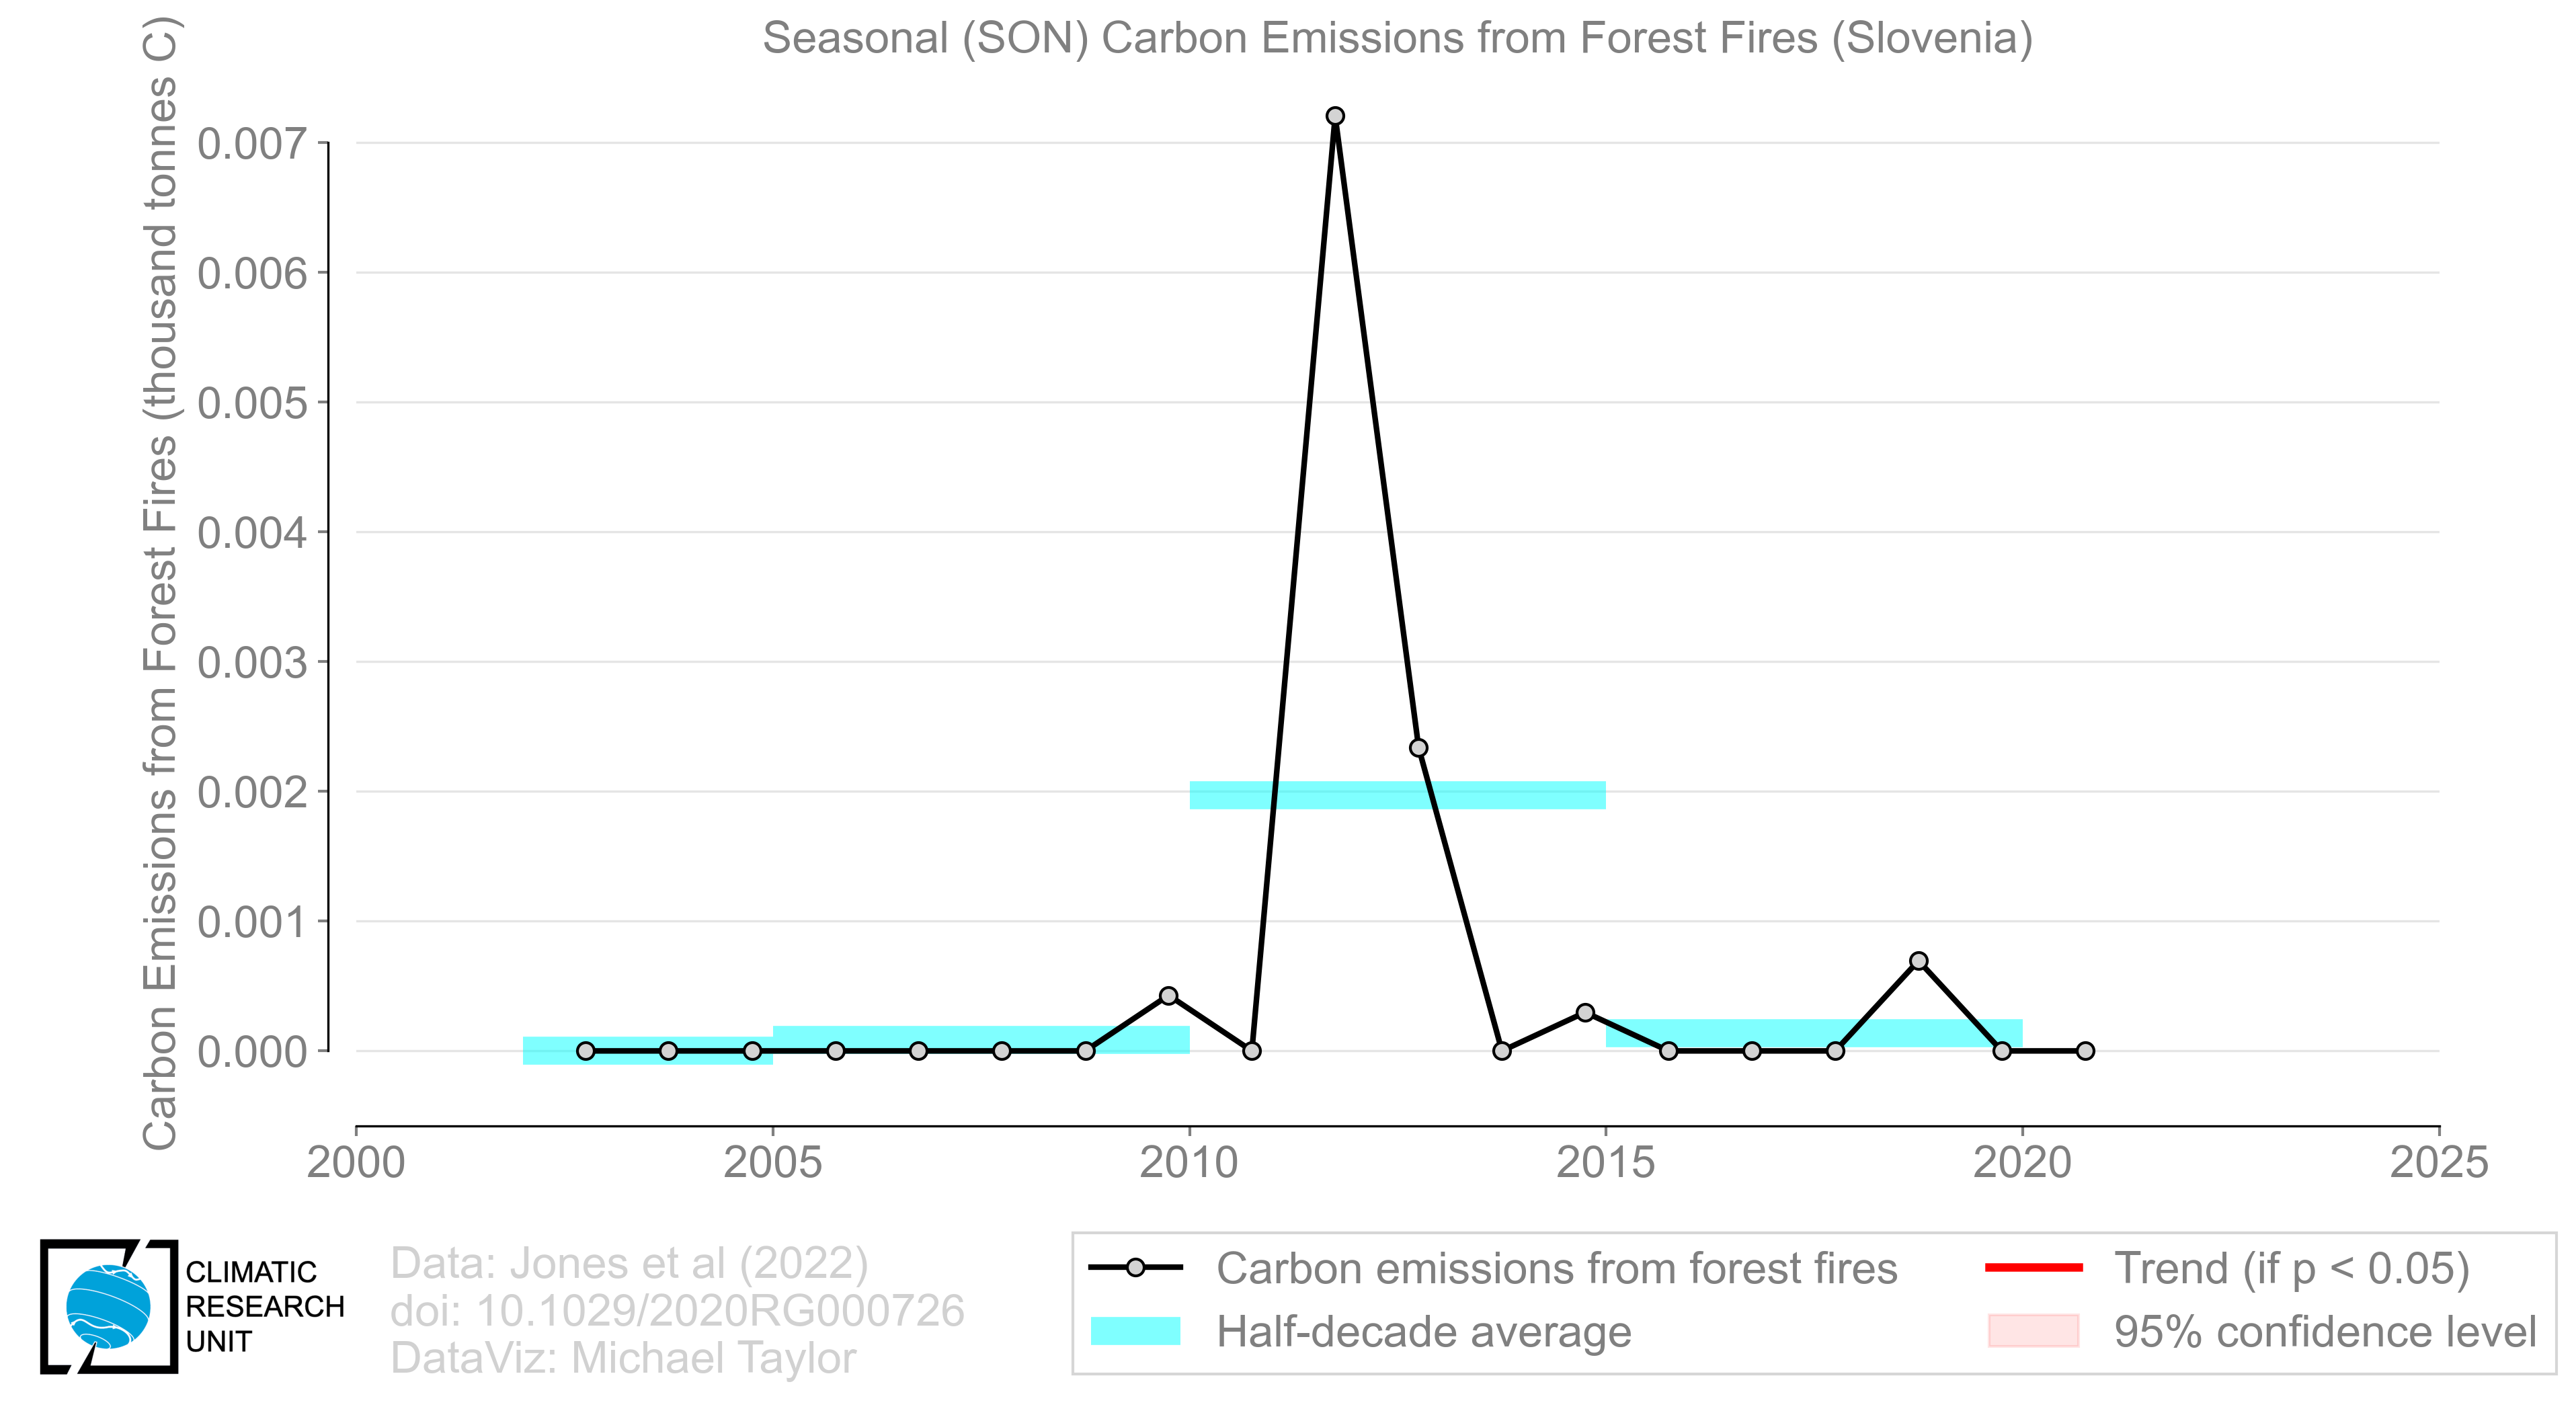 Seasonal (SON) Carbon Emissions from Forest Fires (Slovenia)
Carbon Emissions from Forest Fires (thousand tonnes C)
0.007
0.006
0.005
0.004
0.003
0.002
0.001
0.000
2000 2005 2010 2015 2020 2025
CLIMATIC
RESEARCH
UNIT
Data: Jones et al (2022)
doi: 10.1029/2020RG000726
DataViz: Michael Taylor
Carbon emissions from forest fires
Half-decade average
Trend (if p < 0.05)
95% confidence level